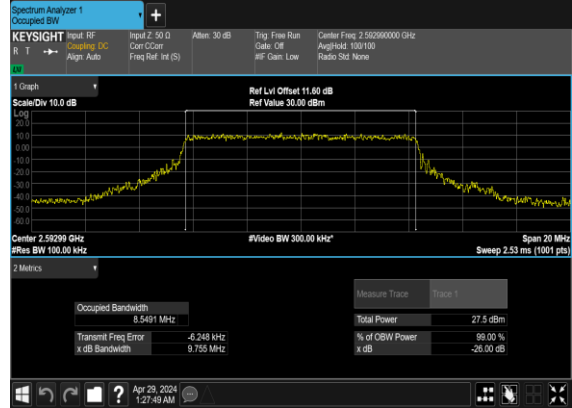 Spectrum Analyzer 1
Occupied BW
+
KEYSIGHT Input: RF Input Z: 50 Ω Atten: 30 dB Trig: Free Run Center Freq: 2.592990000 GHz
R T Coupling: DC Corr CCorr Gate: Off Avg|Hold: 100/100
Align: Auto Freq Ref: Int (S) #IF Gain: Low Radio Std: None
1 Graph
Ref Lvl Offset 11.60 dB
Scale/Div 10.0 dB Ref Value 30.00 dBm
Log
20.0
10.0
0.00
-10.0
-20.0
-30.0
-40.0
-50.0
-60.0
Center 2.59299 GHz #Video BW 300.00 kHz* Span 20 MHz
#Res BW 100.00 kHz Sweep 2.53 ms (1001 pts)
2 Metrics
Measure Trace Trace 1
Occupied Bandwidth
8.5491 MHz Total Power 27.5 dBm
Transmit Freq Error -6.248 kHz % of OBW Power 99.00 %
x dB Bandwidth 9.755 MHz x dB -26.00 dB
? Apr 29, 2024
1:27:49 AM